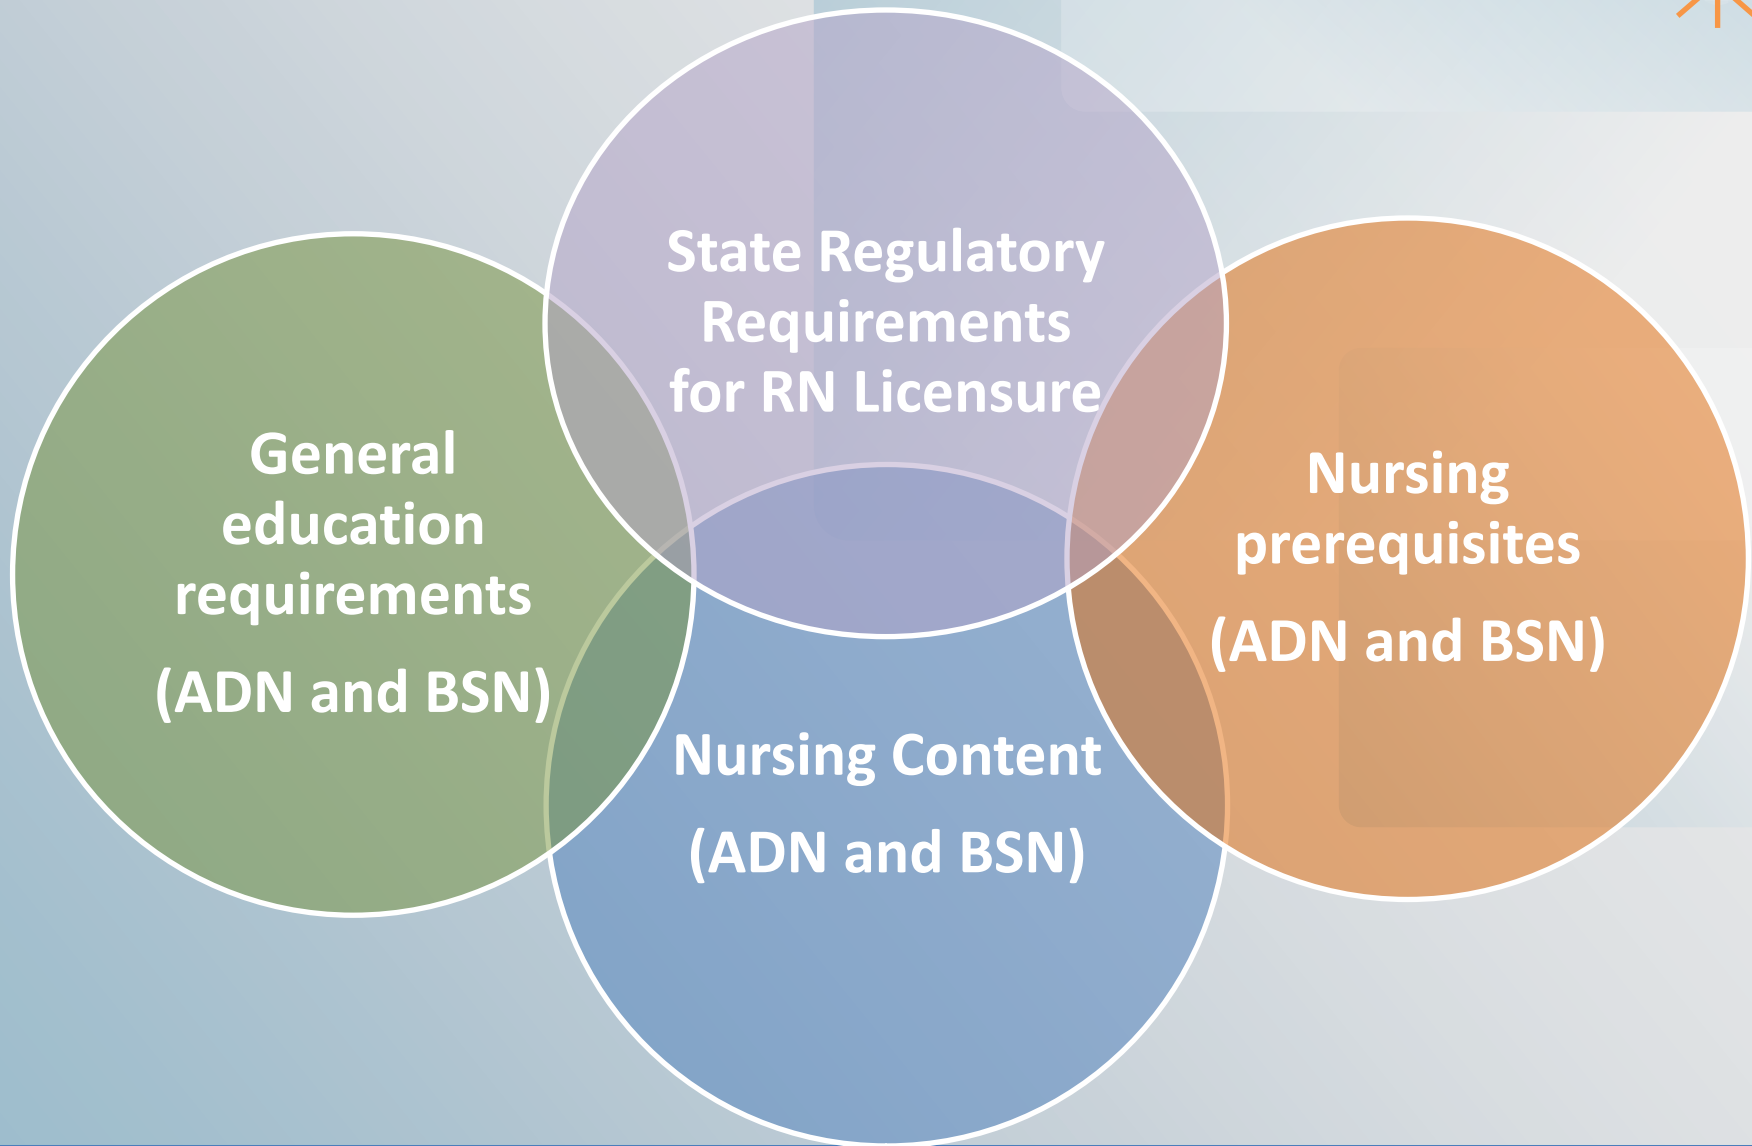 State Regulatory
Requirements
for RN Licensure
General
education
requirements
(ADN and BSN)
Nursing
prerequisites
(ADN and BSN)
Nursing Content
(ADN and BSN)